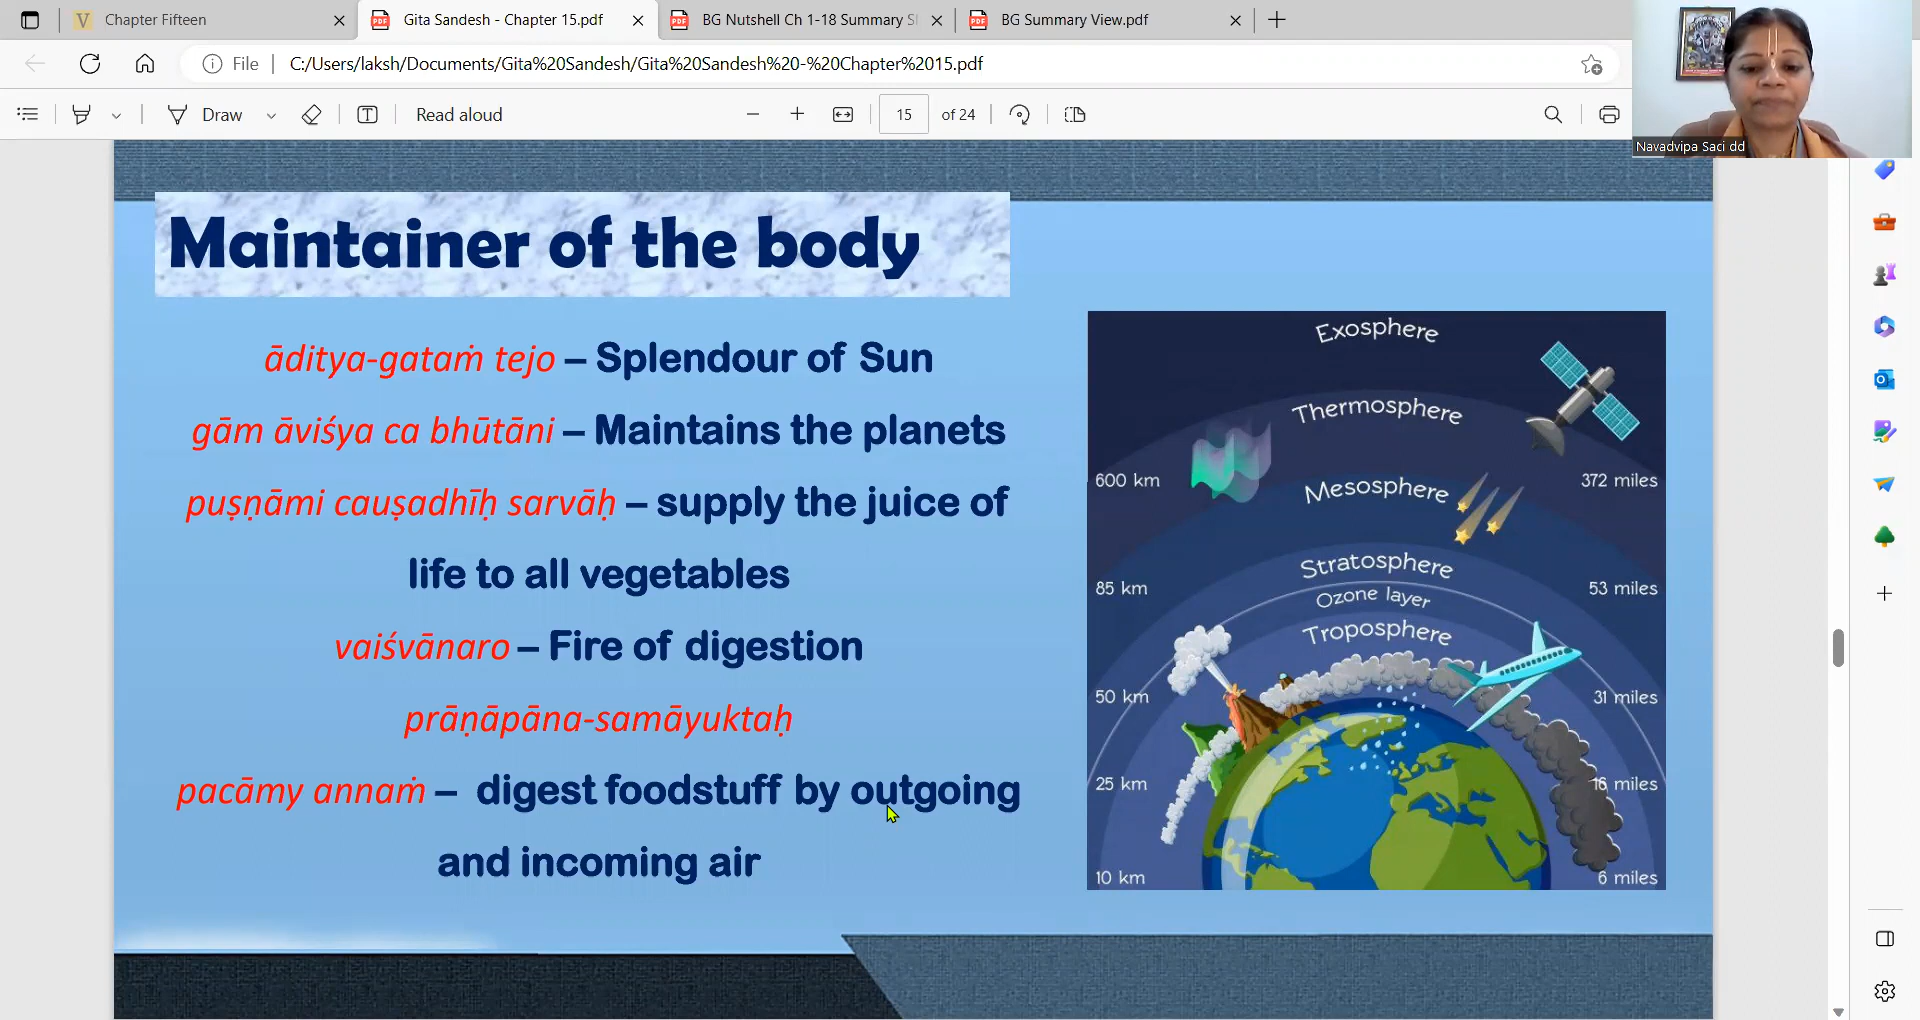 Chapter Fifteen
Gita Sandesh - Chapter 15.pdf
BG Nutshell Ch 1-18 Summary
BG Summary View.pdf
File
C:/Users/laksh/Documents/Gita%20Sandesh/Gita%20Sandesh%20-%20Chapter%2015.pdf
Draw
Read aloud
15
of 24
Navadvipa Saci dd
Maintainer of the body
āditya-gataṁ tejo – Splendour of Sun
gām āviśya ca bhūtāni – Maintains the planets
puṣṇāmi cauṣadhīḥ sarvāḥ – supply the juice of
life to all vegetables
vaiśvānaro – Fire of digestion
prāṇāpāna-samāyuktaḥ
pacāmy annaṁ – digest foodstuff by outgoing
and incoming air
Exosphere
Thermosphere
600 km
372 miles
Mesosphere
Stratosphere
85 km
53 miles
Ozone layer
Troposphere
50 km
31 miles
25 km
16 miles
10 km
6 miles